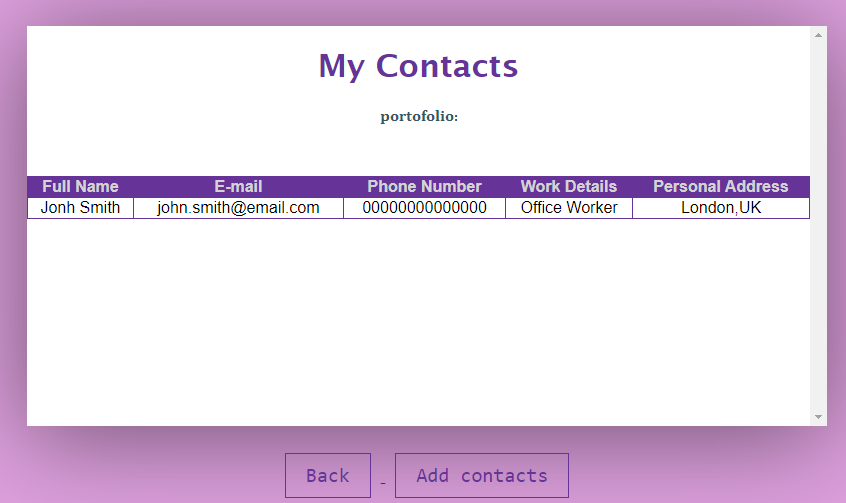 My Contacts
portofolio:
Full Name E-mail Phone Number Work Details Personal Address
Jonh Smith john.smith@email.com 00000000000000 Office Worker London,UK
Back - Add contacts